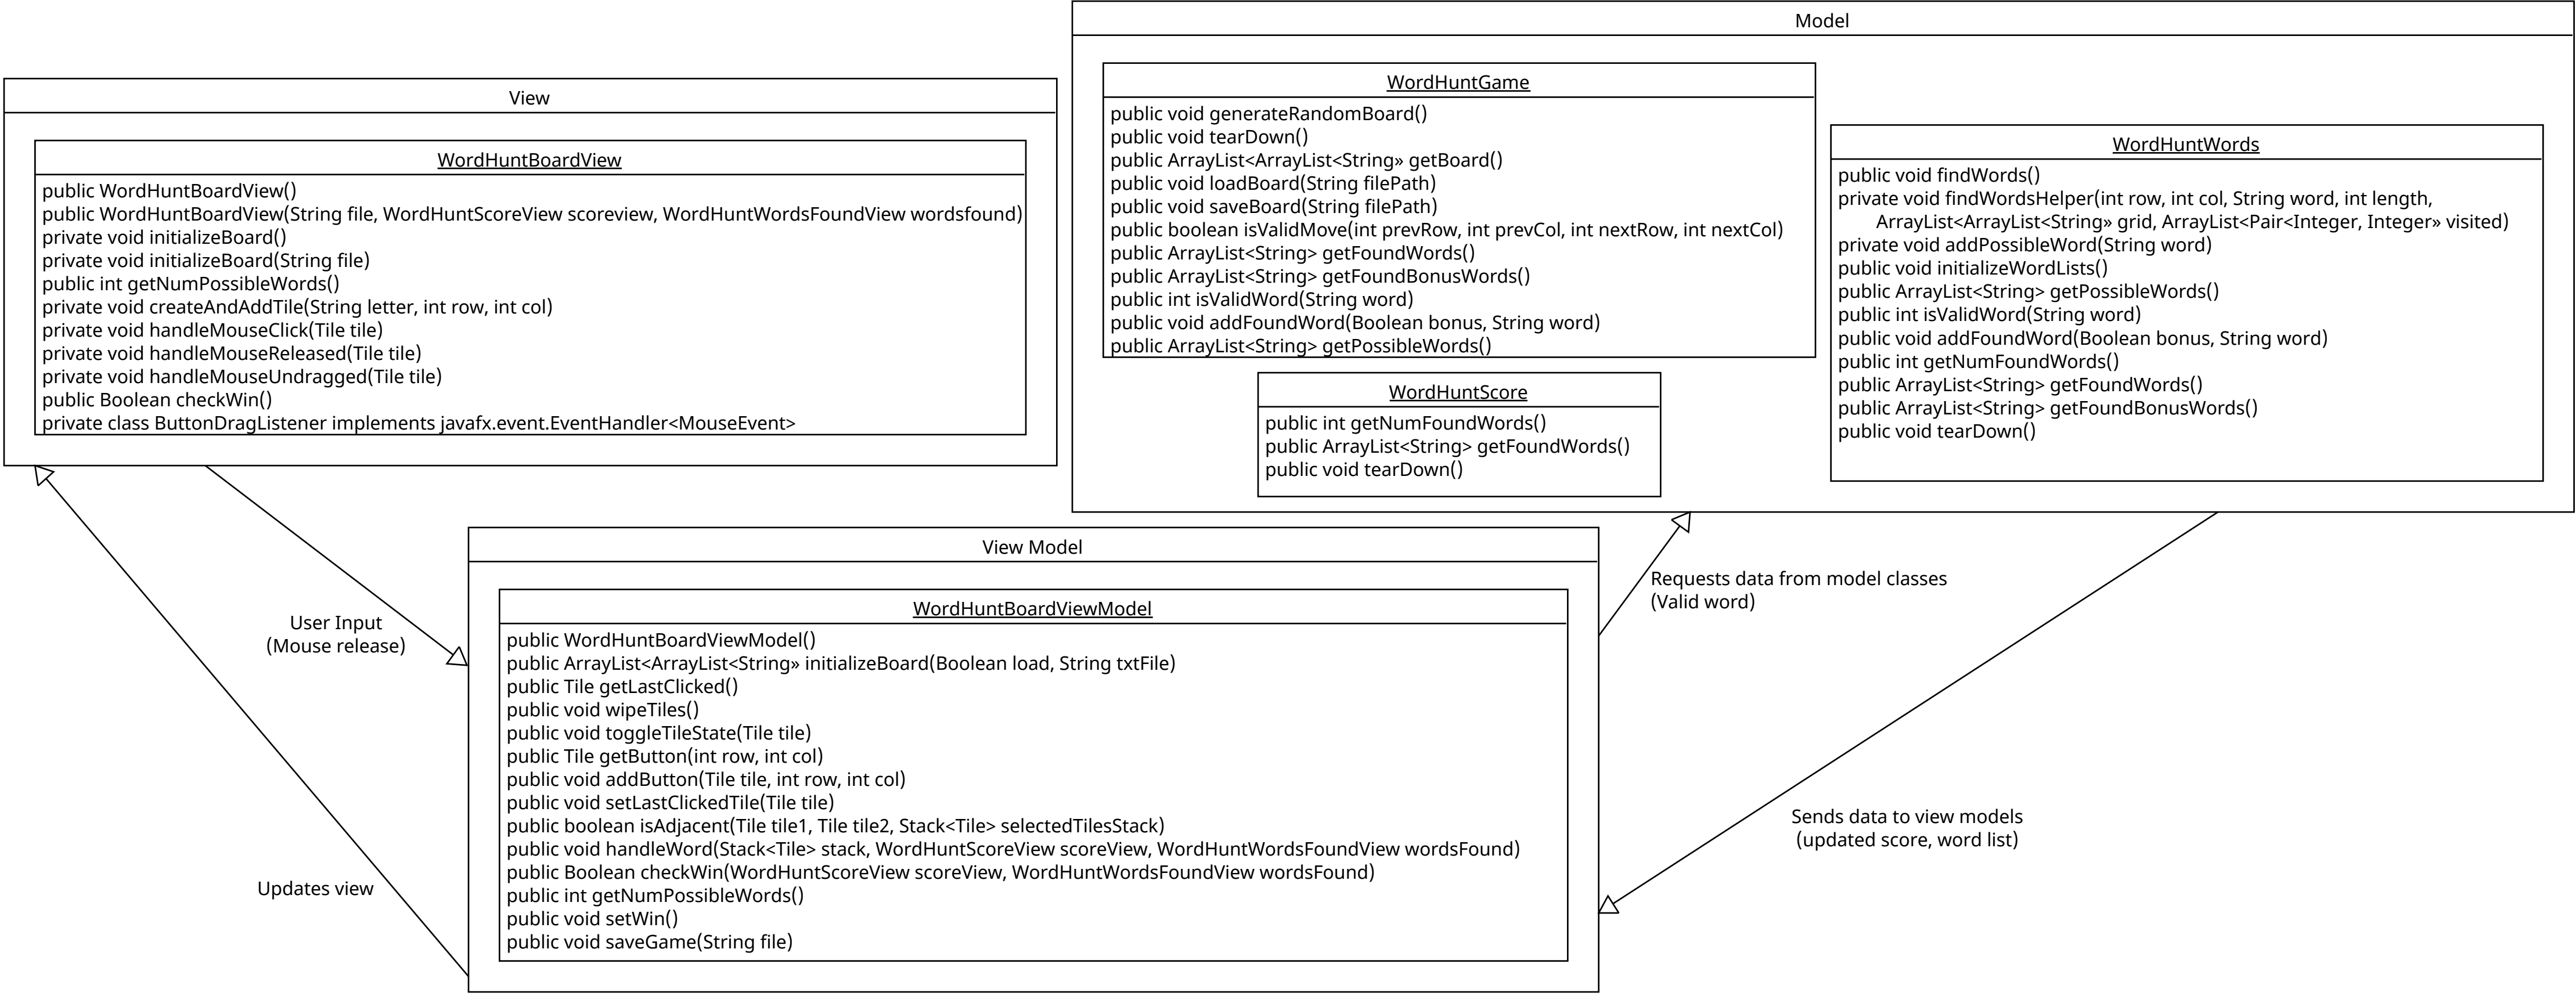 Model
WordHuntGame
public void generateRandomBoard()
public void tearDown()
public ArrayList<ArrayList<String» getBoard()
public void loadBoard(String filePath)
public void saveBoard(String filePath)
public boolean isValidMove(int prevRow, int prevCol, int nextRow, int nextCol)
public ArrayList<String> getFoundWords()
public ArrayList<String> getFoundBonusWords()
public int isValidWord(String word)
public void addFoundWord(Boolean bonus, String word)
public ArrayList<String> getPossibleWords()
WordHuntScore
public int getNumFoundWords()
public ArrayList<String> getFoundWords()
public void tearDown()
WordHuntWords
public void findWords()
private void findWordsHelper(int row, int col, String word, int length,
ArrayList<ArrayList<String» grid, ArrayList<Pair<Integer, Integer» visited)
private void addPossibleWord(String word)
public void initializeWordLists()
public ArrayList<String> getPossibleWords()
public int isValidWord(String word)
public void addFoundWord(Boolean bonus, String word)
public int getNumFoundWords()
public ArrayList<String> getFoundWords()
public ArrayList<String> getFoundBonusWords()
public void tearDown()
View
WordHuntBoardView
public WordHuntBoardView()
public WordHuntBoardView(String file, WordHuntScoreView scoreview, WordHuntWordsFoundView wordsfound)
private void initializeBoard()
private void initializeBoard(String file)
public int getNumPossibleWords()
private void createAndAddTile(String letter, int row, int col)
private void handleMouseClick(Tile tile)
private void handleMouseReleased(Tile tile)
private void handleMouseUndragged(Tile tile)
public Boolean checkWin()
private class ButtonDragListener implements javafx.event.EventHandler<MouseEvent>
View Model
WordHuntBoardViewModel
public WordHuntBoardViewModel()
public ArrayList<ArrayList<String» initializeBoard(Boolean load, String txtFile)
public Tile getLastClicked()
public void wipeTiles()
public void toggleTileState(Tile tile)
public Tile getButton(int row, int col)
public void addButton(Tile tile, int row, int col)
public void setLastClickedTile(Tile tile)
public boolean isAdjacent(Tile tile1, Tile tile2, Stack<Tile> selectedTilesStack)
public void handleWord(Stack<Tile> stack, WordHuntScoreView scoreView, WordHuntWordsFoundView wordsFound)
public Boolean checkWin(WordHuntScoreView scoreView, WordHuntWordsFoundView wordsFound)
public int getNumPossibleWords()
public void setWin()
public void saveGame(String file)
User Input
(Mouse release)
Updates view
Requests data from model classes
(Valid word)
Sends data to view models
(updated score, word list)